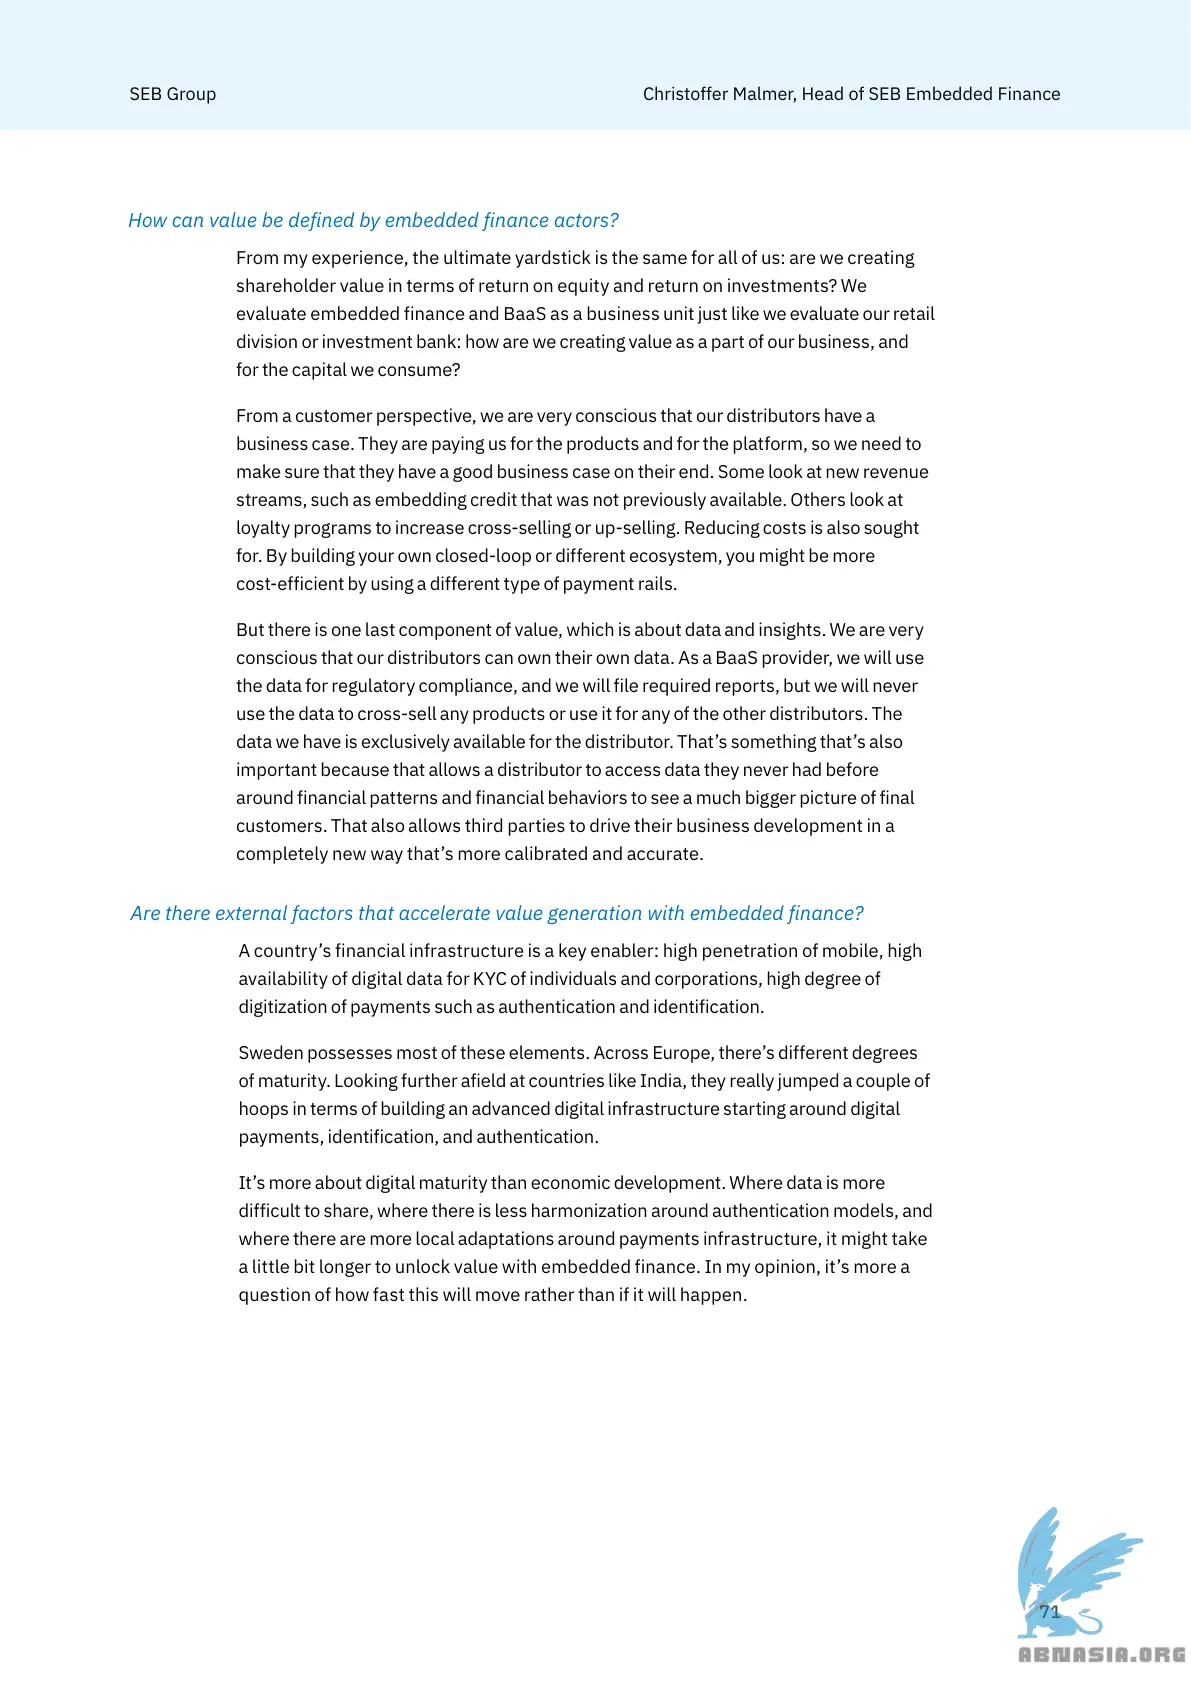 SEB Group
Christoffer Malmer, Head of SEB Embedded Finance
How can value be defined by embedded finance actors?
From my experience, the ultimate yardstick is the same for all of us: are we creating
shareholder value in terms of return on equity and return on investments? We
evaluate embedded finance and BaaS as a business unit just like we evaluate our retail
division or investment bank: how are we creating value as a part of our business, and
for the capital we consume?
From a customer perspective, we are very conscious that our distributors have a
business case. They are paying us for the products and for the platform, so we need to
make sure that they have a good business case on their end. Some look at new revenue
streams, such as embedding credit that was not previously available. Others look at
loyalty programs to increase cross-selling or up-selling. Reducing costs is also sought
for. By building your own closed-loop or different ecosystem, you might be more
cost-efficient by using a different type of payment rails.
But there is one last component of value, which is about data and insights. We are very
conscious that our distributors can own their own data. As a BaaS provider, we will use
the data for regulatory compliance, and we will file required reports, but we will never
use the data to cross-sell any products or use it for any of the other distributors. The
data we have is exclusively available for the distributor. That’s something that’s also
important because that allows a distributor to access data they never had before
around financial patterns and financial behaviors to see a much bigger picture of final
customers. That also allows third parties to drive their business development in a
completely new way that’s more calibrated and accurate.
Are there external factors that accelerate value generation with embedded finance?
A country’s financial infrastructure is a key enabler: high penetration of mobile, high
availability of digital data for KYC of individuals and corporations, high degree of
digitization of payments such as authentication and identification.
Sweden possesses most of these elements. Across Europe, there’s different degrees
of maturity. Looking further afield at countries like India, they really jumped a couple of
hoops in terms of building an advanced digital infrastructure starting around digital
payments, identification, and authentication.
It’s more about digital maturity than economic development. Where data is more
difficult to share, where there is less harmonization around authentication models, and
where there are more local adaptations around payments infrastructure, it might take
a little bit longer to unlock value with embedded finance. In my opinion, it’s more a
question of how fast this will move rather than if it will happen.
71
ABNASIA.ORG